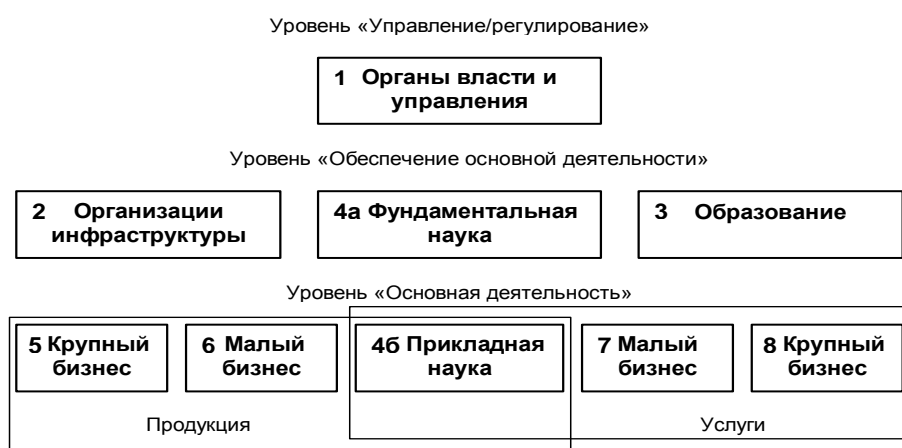 Уровень «Управление/регулирование»
1 Органы власти и
управления
Уровень «Обеспечение основной деятельности»
2 Организации
инфраструктуры
4а Фундаментальная
наука
3 Образование
Уровень «Основная деятельность»
5 Крупный
бизнес
6 Малый
бизнес
4б Прикладная
наука
7 Малый
бизнес
8 Крупный
бизнес
Продукция
Услуги